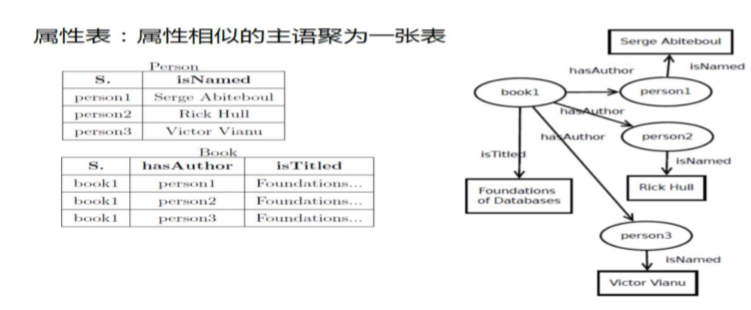 属性表：属性相似的主语聚为一张表
Person
S. isNamed
person1 Serge Abiteboul
person2 Rick Hull
person3 Victor Vianu
Book
S. hasAuthor isTitled
book1 person1 Foundations...
book1 person2 Foundations...
book1 person3 Foundations...
Serge Abiteboul
isNamed
hasAuthor
book1
person1
hasAuthor
hasAuthor
person2
isTitled
isNamed
Foundations
of Databases
Rick Hull
person3
isNamed
Victor Vianu